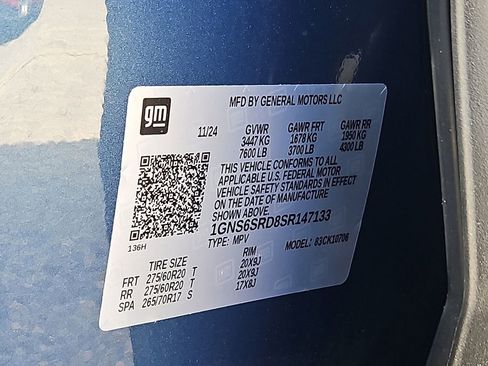 gm
MFD BY GENERAL MOTORS LLC
11/24 GVWR GAWR FRT GAWR RR
3447 KG 1678 KG 1950 KG
7600 LB 3700 LB 4300 LB
THIS VEHICLE CONFORMS TO ALL
APPLICABLE U.S. FEDERAL MOTOR
VEHICLE SAFETY STANDARDS IN EFFECT
ON THE DATE OF MANUFACTURE
SHOWN ABOVE.
1GNS6SRD8SR147133
136H TYPE: MPV MODEL: 83CK10706
TIRE SIZE RIM
FRT 275/60R20 T 20X9J
RR 275/60R20 T 20X9J
SPA 265/70R17 S 17X8J